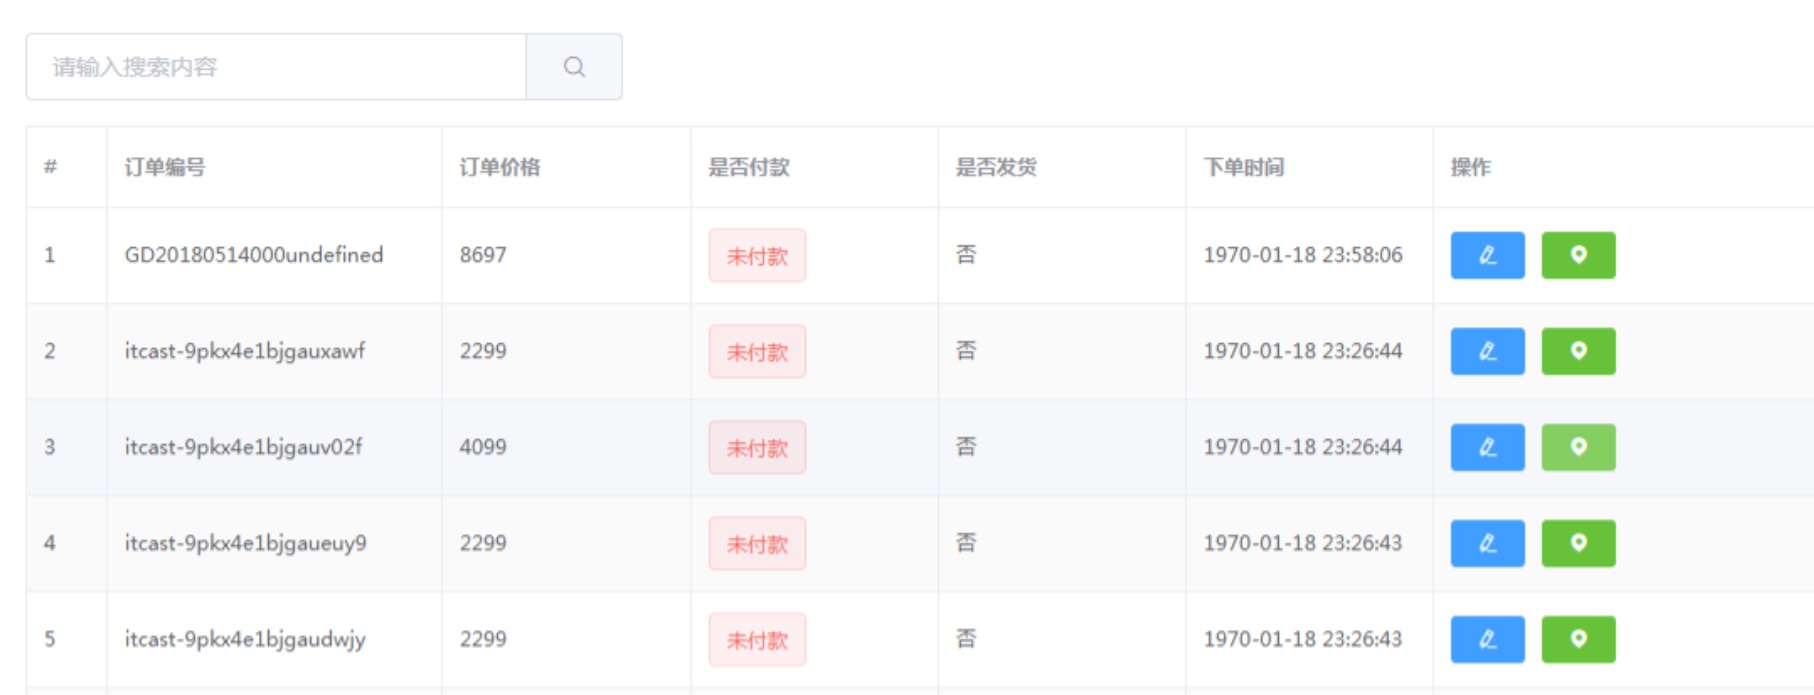 请输入搜索内容
# 订单编号 订单价格 是否付款 是否发货 下单时间 操作
1 GD20180514000undefined 8697 未付款 否 1970-01-18 23:58:06
2 itcast-9pkx4e1bjgauxawf 2299 未付款 否 1970-01-18 23:26:44
3 itcast-9pkx4e1bjgauv02f 4099 未付款 否 1970-01-18 23:26:44
4 itcast-9pkx4e1bjgaueuy9 2299 未付款 否 1970-01-18 23:26:43
5 itcast-9pkx4e1bjgaudwjy 2299 未付款 否 1970-01-18 23:26:43